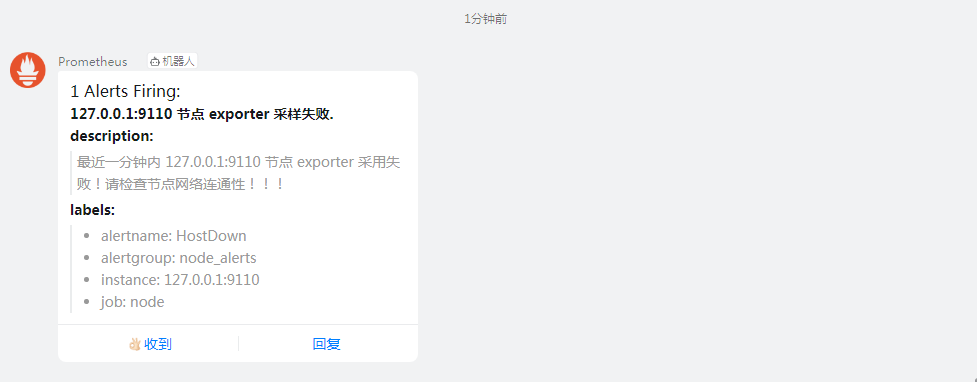 1分钟前
Prometheus 机器人
1 Alerts Firing:
127.0.0.1:9110 节点 exporter 采样失败.
description:
最近一分钟内 127.0.0.1:9110 节点 exporter 采用失
败！请检查节点网络连通性！！！
labels:
• alertname: HostDown
• alertgroup: node_alerts
• instance: 127.0.0.1:9110
• job: node
👌🏻收到 回复